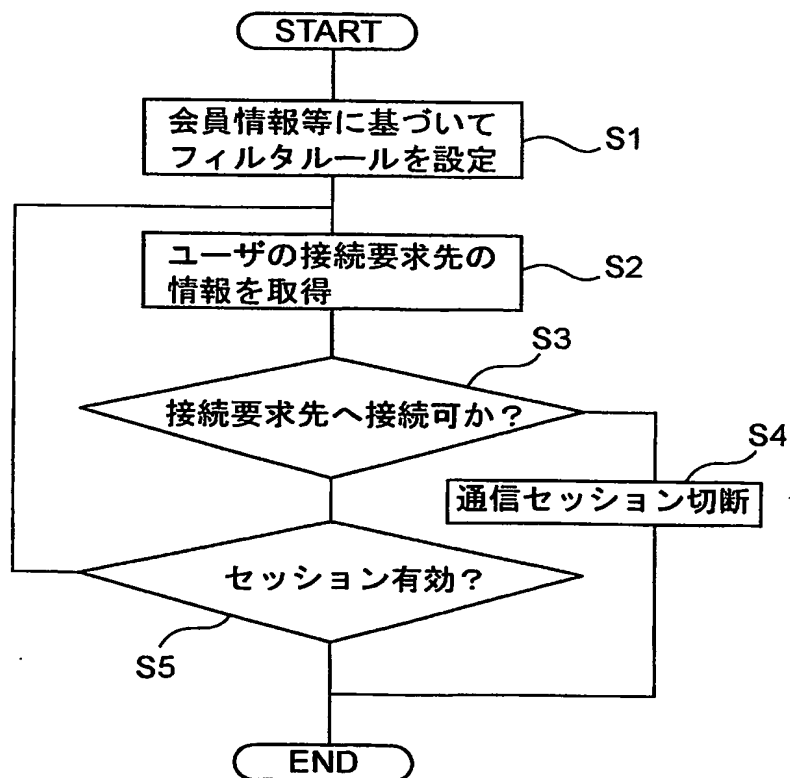 START
会員情報等に基づいて
フィルタルールを設定
S1
ユーザの接続要求先の
情報を取得
S2
S3
接続要求先へ接続可か？
S4
通信セッション切断
セッション有効？
S5
END